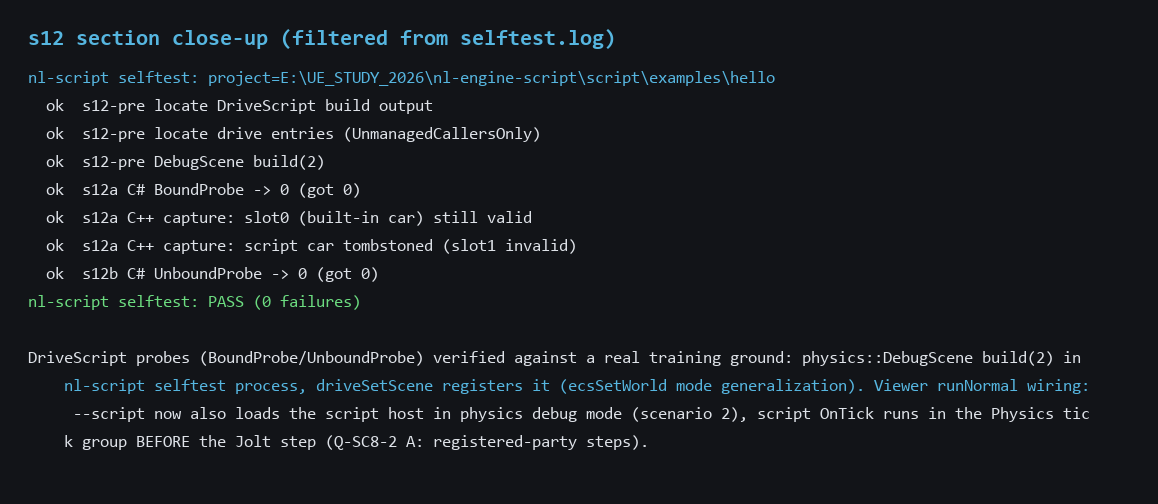 s12 section close-up (filtered from selftest.log)
nl-script selftest: project=E:\UE_STUDY_2026\nl-engine-script\script\examples\hello
ok  s12-pre locate DriveScript build output
ok  s12-pre locate drive entries (UnmanagedCallersOnly)
ok  s12-pre DebugScene build(2)
ok  s12a C# BoundProbe -> 0 (got 0)
ok  s12a C++ capture: slot0 (built-in car) still valid
ok  s12a C++ capture: script car tombstoned (slot1 invalid)
ok  s12b C# UnboundProbe -> 0 (got 0)
nl-script selftest: PASS (0 failures)
DriveScript probes (BoundProbe/UnboundProbe) verified against a real training ground: physics::DebugScene build(2) in
nl-script selftest process, driveSetScene registers it (ecsSetWorld mode generalization). Viewer runNormal wiring:
--script now also loads the script host in physics debug mode (scenario 2), script OnTick runs in the Physics tic
k group BEFORE the Jolt step (Q-SC8-2 A: registered-party steps).